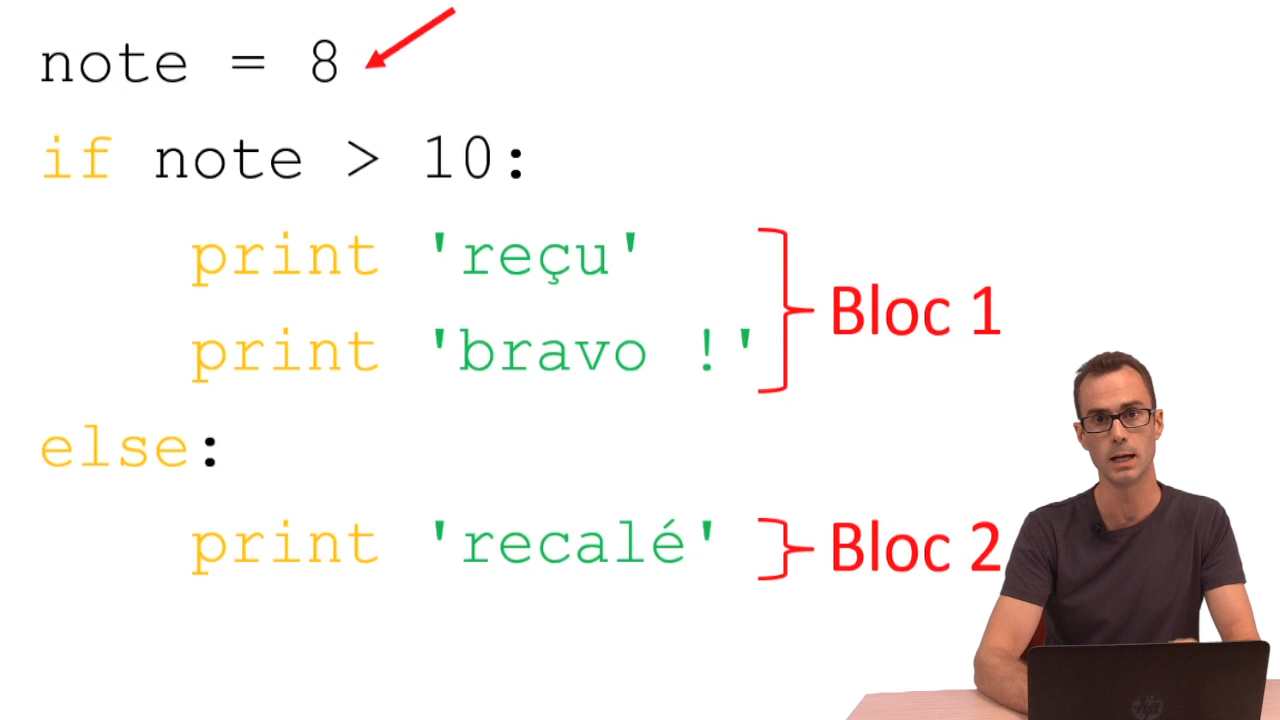 note = 8
if note > 10:
print 'reçu'
print 'bravo !'
Bloc 1
else:
print 'recalé'
Bloc 2